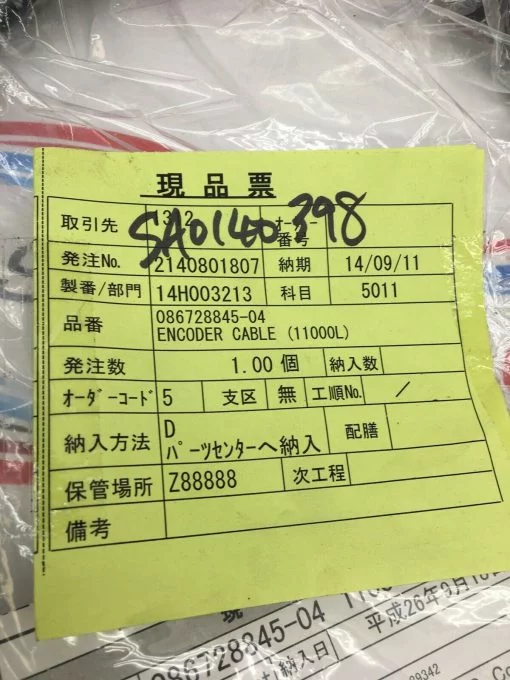 現品票
取引先 312 オーダー番号
SA0140398
発注No. 2140801807 納期 14/09/11
製番/部門 14H003213 科目 5011
品番 086728845-04
ENCODER CABLE (11000L)
発注数 1.00 個 納入数
オーダーコード 5 支区 無 工順No. /
納入方法 D
パーツセンターへ納入 配膳
保管場所 Z88888 次工程
備考
現
086728845-04
納入日 平成26年9月
29342